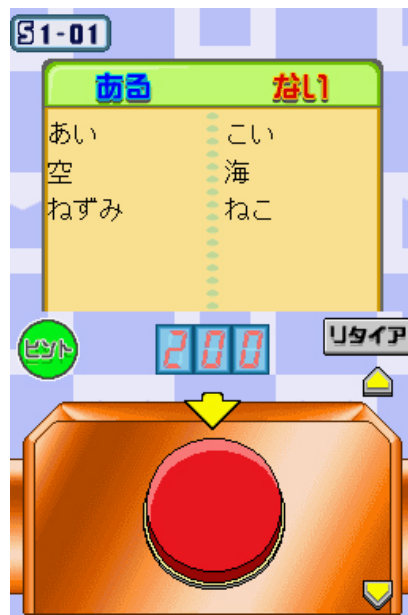 S1-01
ある ない
あい こい
空 海
ねずみ ねこ
ヒント 200 リタイア